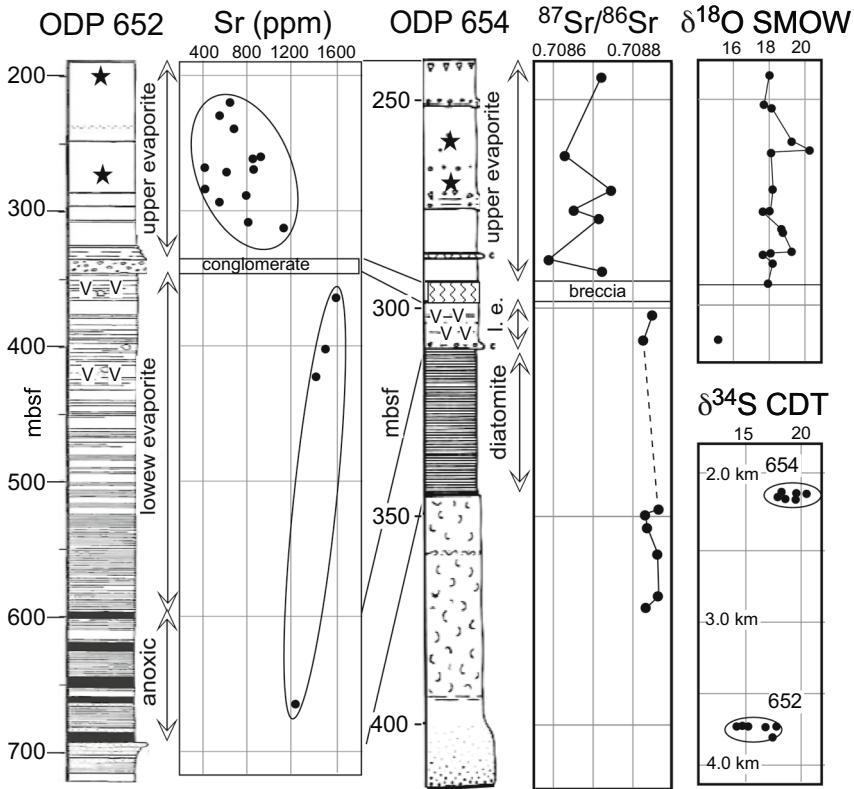 ODP 652
Sr (ppm)
ODP 654
⁸⁷Sr/⁸⁶Sr
δ¹⁸O SMOW
400 800 1200 1600
0.7086 0.7088
16 18 20
200
300
400
500
600
700
mbsf
upper evaporite
lowew evaporite
anoxic
V V
V V
conglomerate
250
300
350
400
mbsf
upper evaporite
l. e.
diatomite
V V
V V
breccia
δ³⁴S CDT
15 20
2.0 km
654
3.0 km
652
4.0 km